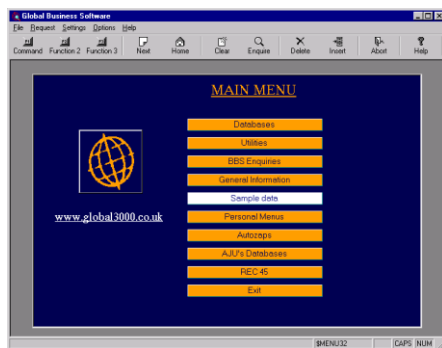 Global Business Software
File Request Settings Options Help
Command Function 2 Function 3 Next Home Clear Enquire Delete Insert Abort Help
MAIN MENU
Databases
Utilities
BBS Enquiries
General Information
Sample data
www.global3000.co.uk
Personal Menus
Autozaps
AJU's Databases
REC 45
Exit
$MENU32 CAPS NUM